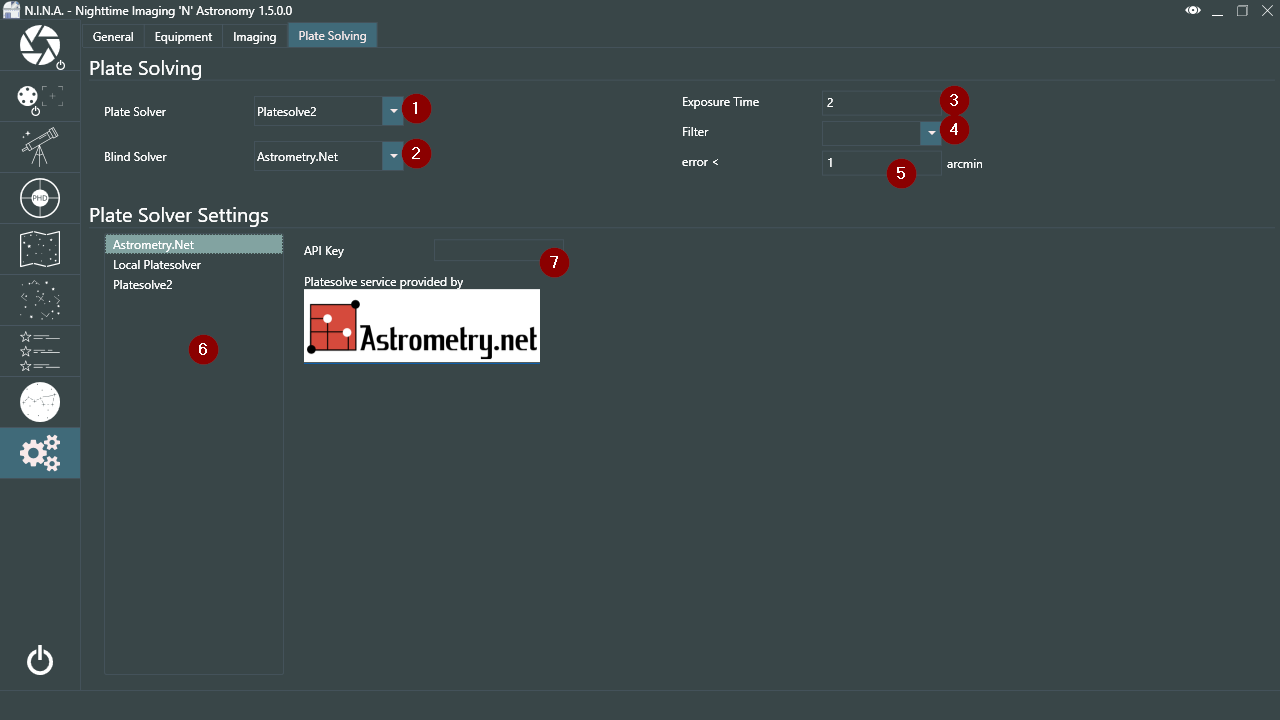 N.I.N.A. - Nighttime Imaging 'N' Astronomy 1.5.0.0
General Equipment Imaging Plate Solving
Plate Solving
Plate Solver Platesolve2 1
Blind Solver Astrometry.Net 2
Exposure Time 2 3
Filter 4
error < 1 arcmin 5
PHD
Plate Solver Settings
Astrometry.Net
Local Platesolver
Platesolve2
6
API Key 7
Platesolve service provided by
Astrometry.net